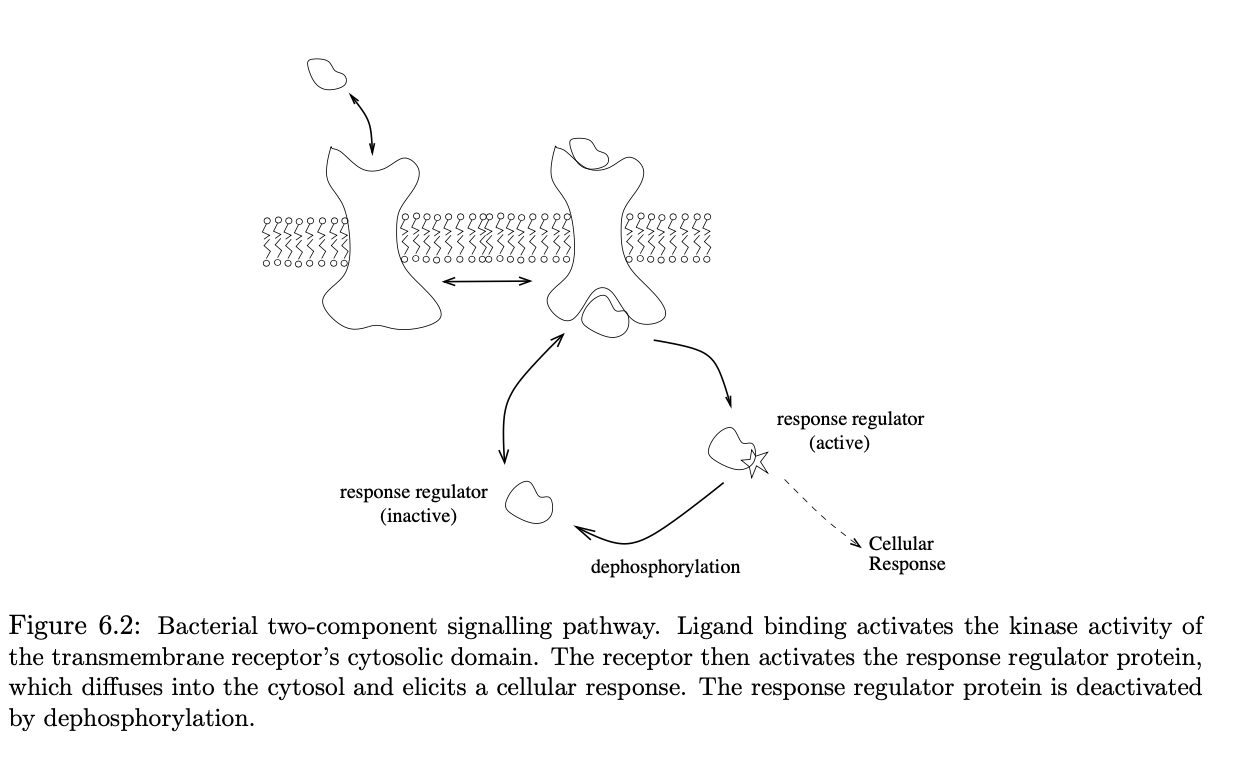 response regulator
(active)
response regulator
(inactive)
Cellular
Response
dephosphorylation
Figure 6.2: Bacterial two-component signalling pathway. Ligand binding activates the kinase activity of
the transmembrane receptor’s cytosolic domain. The receptor then activates the response regulator protein,
which diffuses into the cytosol and elicits a cellular response. The response regulator protein is deactivated
by dephosphorylation.